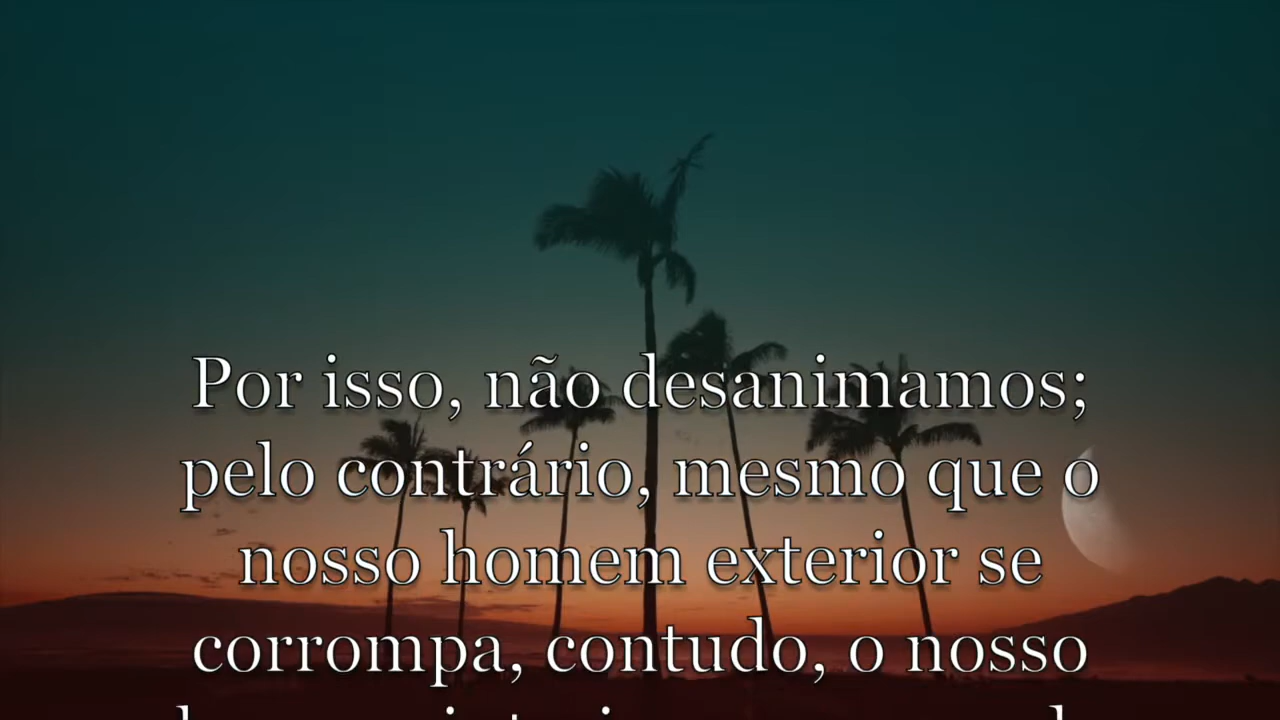 Por isso, não desanimamos;
pelo contrário, mesmo que o
nosso homem exterior se
corrompa, contudo, o nosso